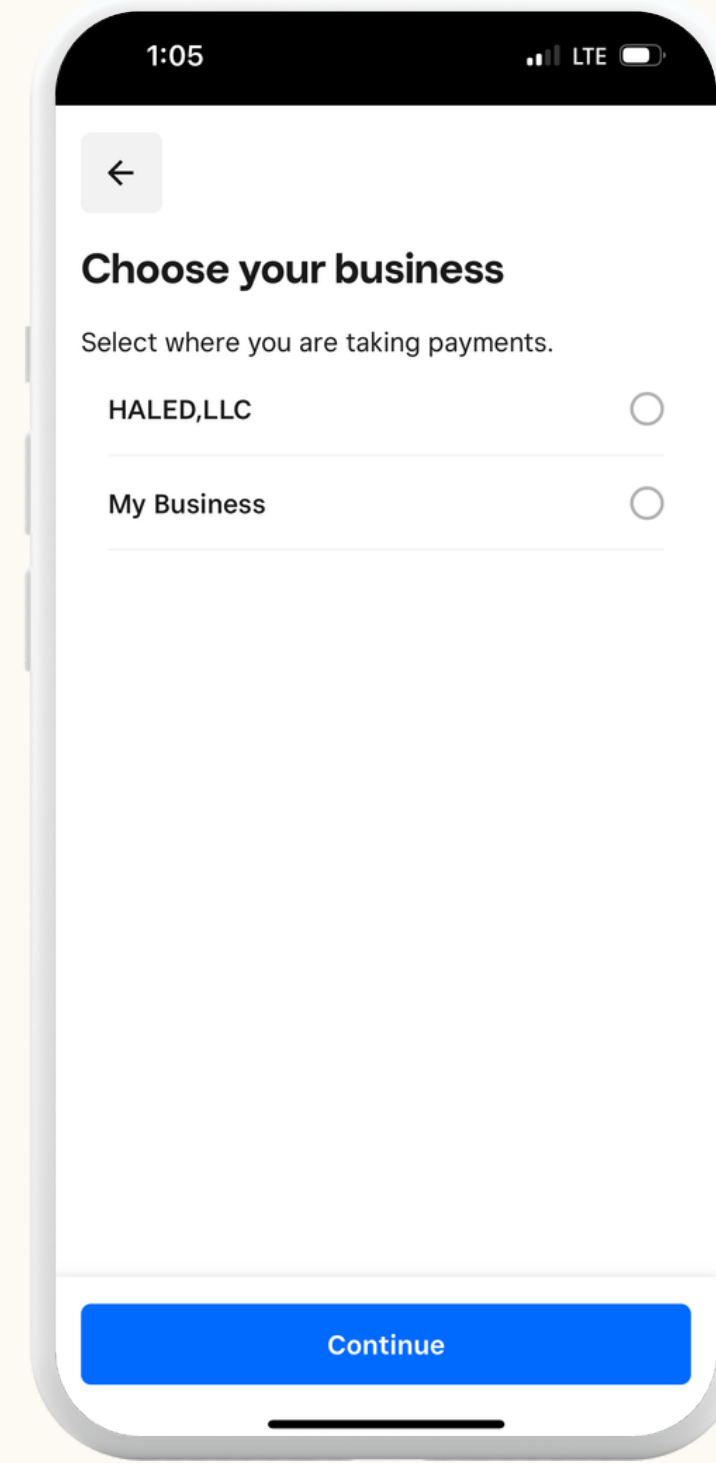 1:05
LTE
Choose your business
Select where you are taking payments.
HALED,LLC
My Business
Continue